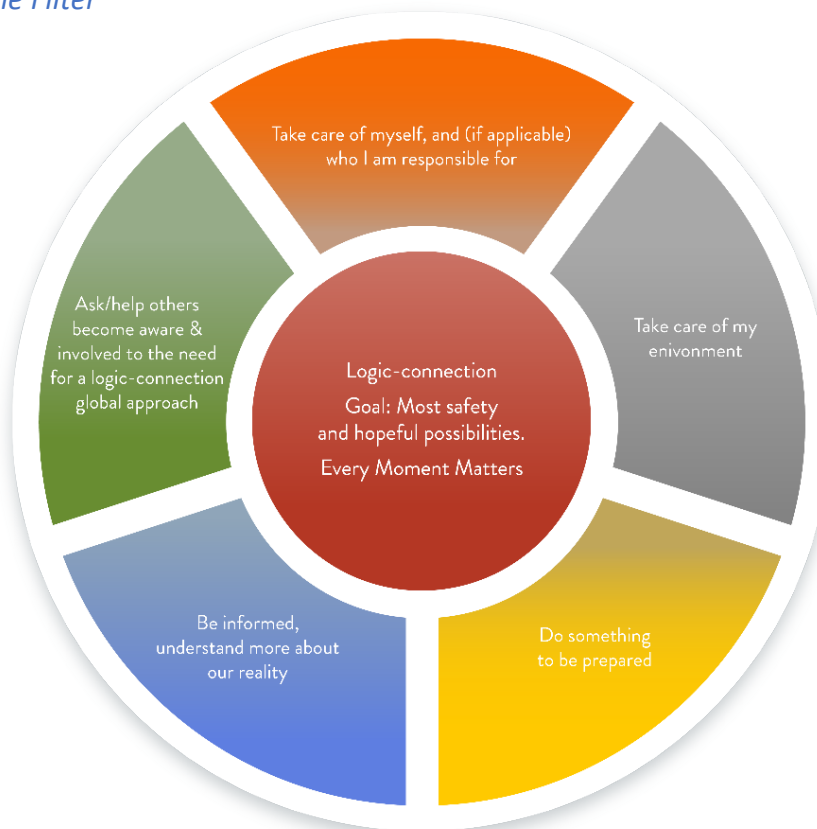 Filter
Take care of myself, and (if applicable)
who I am responsible for
Take care of my
enivonment
Do something
to be prepared
Be informed,
understand more about
our reality
Ask/help others
become aware &
involved to the need
for a logic-connection
global approach
Logic-connection
Goal: Most safety
and hopeful possibilities.
Every Moment Matters